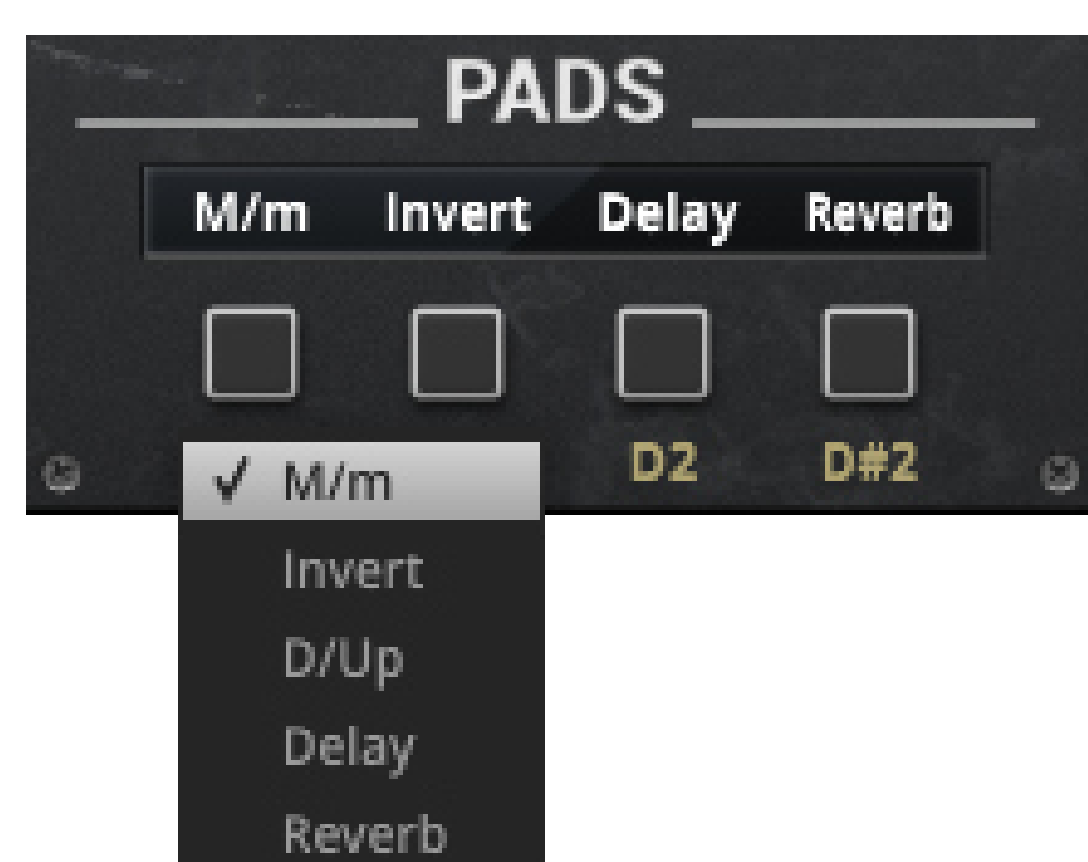 PADS
M/m Invert Delay Reverb
D2 D#2
M/m
Invert
D/Up
Delay
Reverb